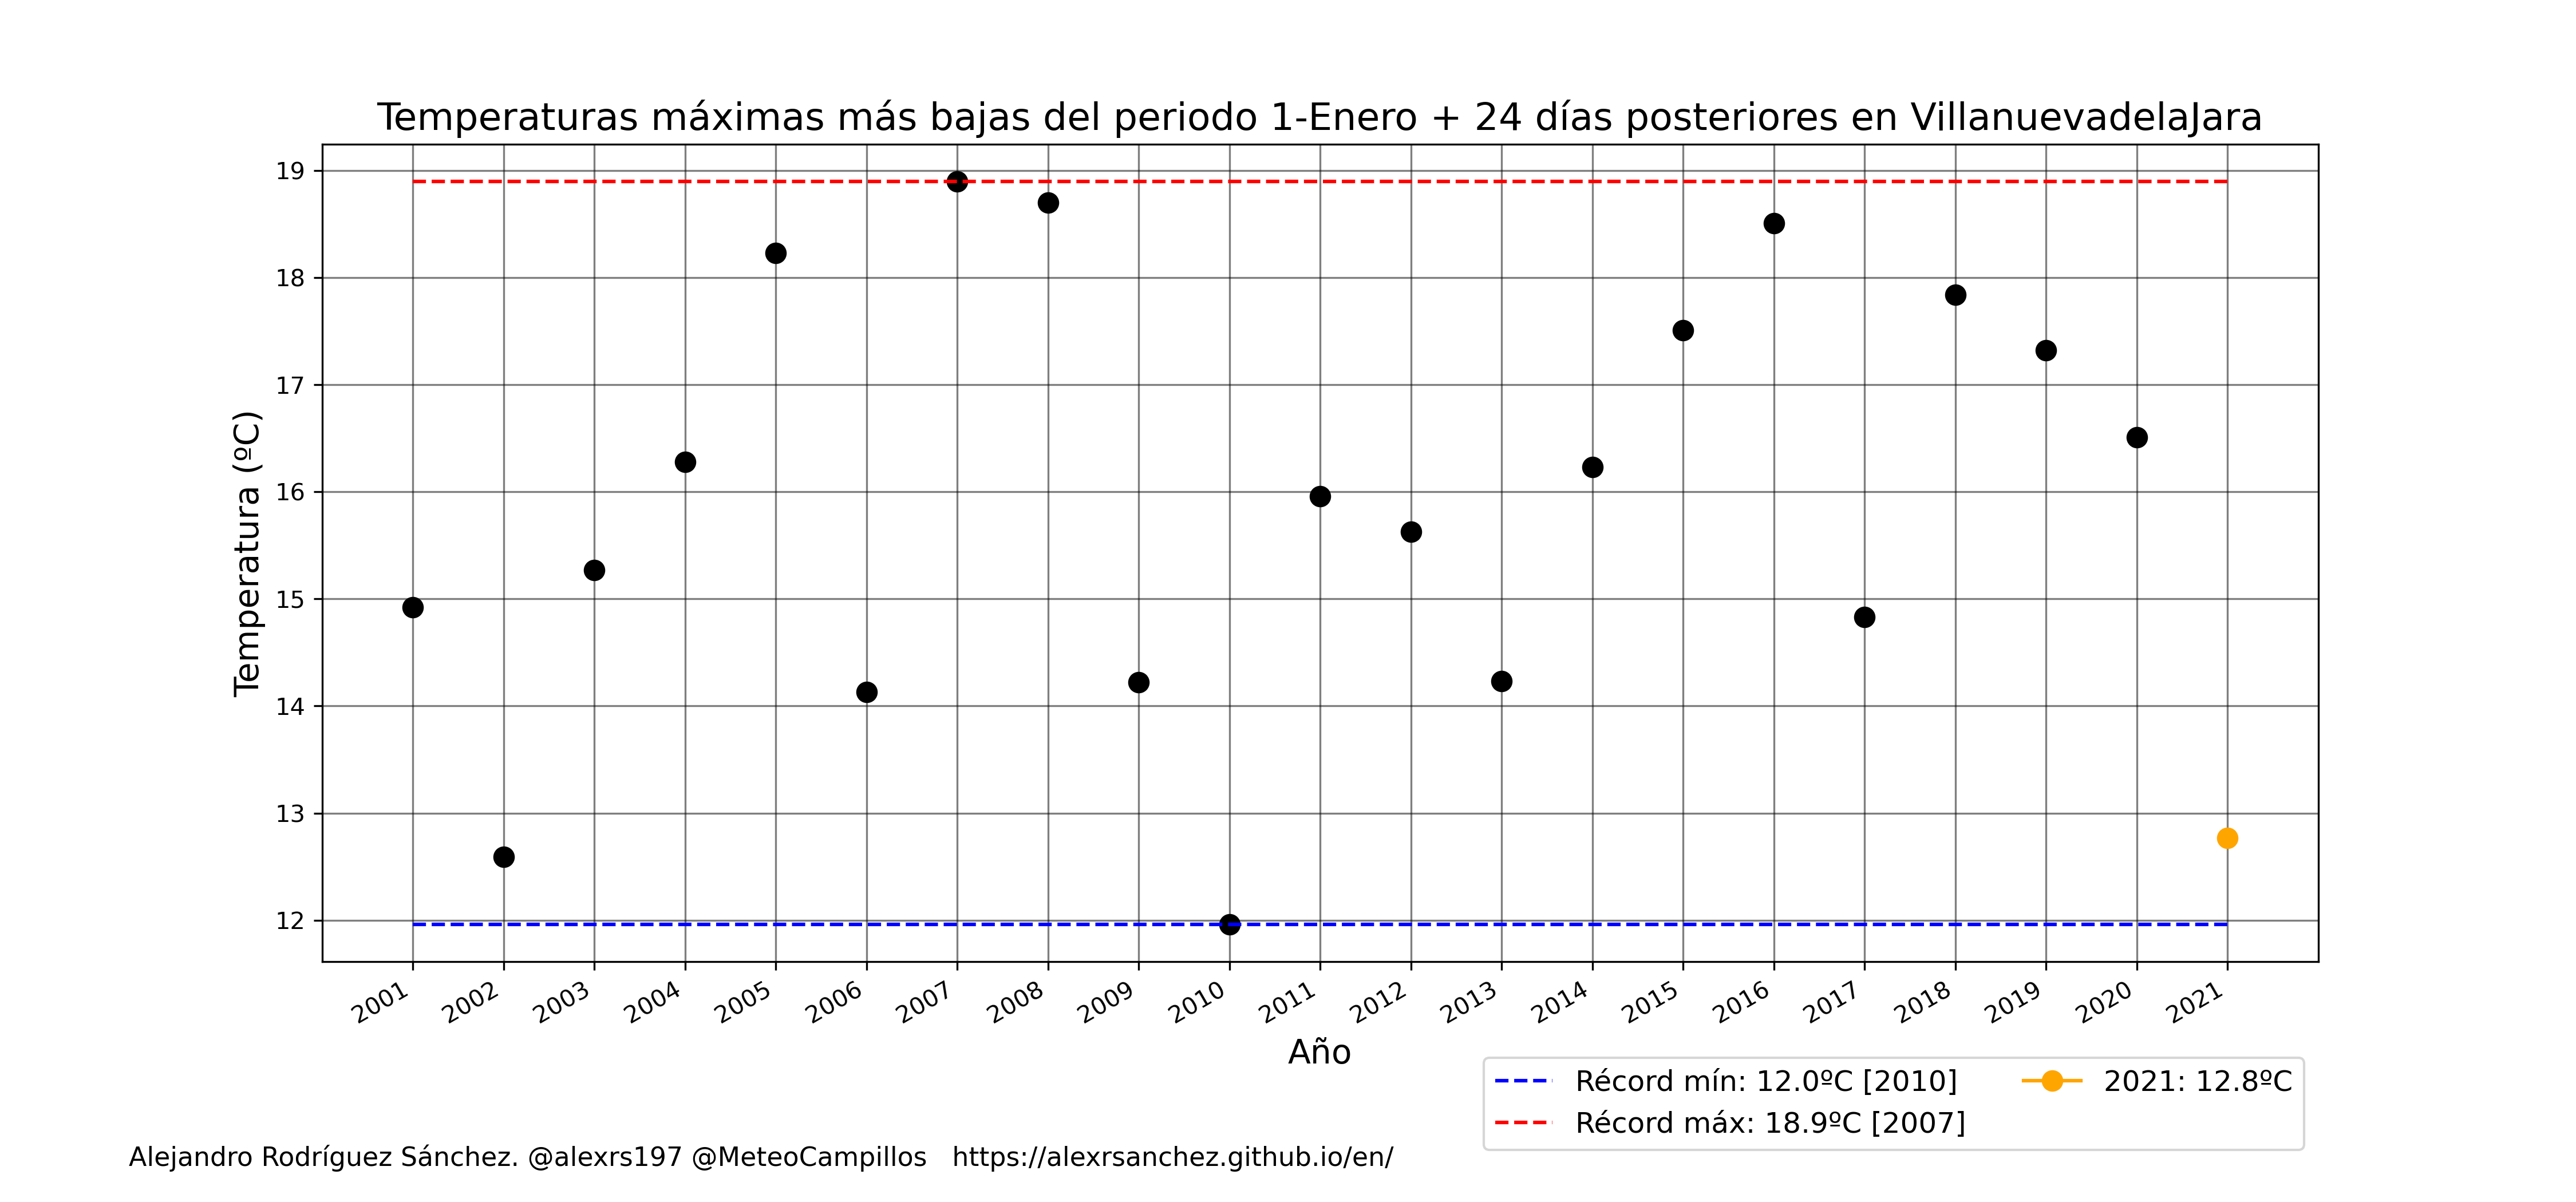 Temperaturas máximas más bajas del periodo 1-Enero + 24 días posteriores en VillanuevadelaJara
Temperatura (ºC)
19
18
17
16
15
14
13
12
2001 2002 2003 2004 2005 2006 2007 2008 2009 2010 2011 2012 2013 2014 2015 2016 2017 2018 2019 2020 2021
Año
Récord mín: 12.0ºC [2010]
Récord máx: 18.9ºC [2007]
2021: 12.8ºC
Alejandro Rodríguez Sánchez. @alexrs197 @MeteoCampillos https://alexrsanchez.github.io/en/